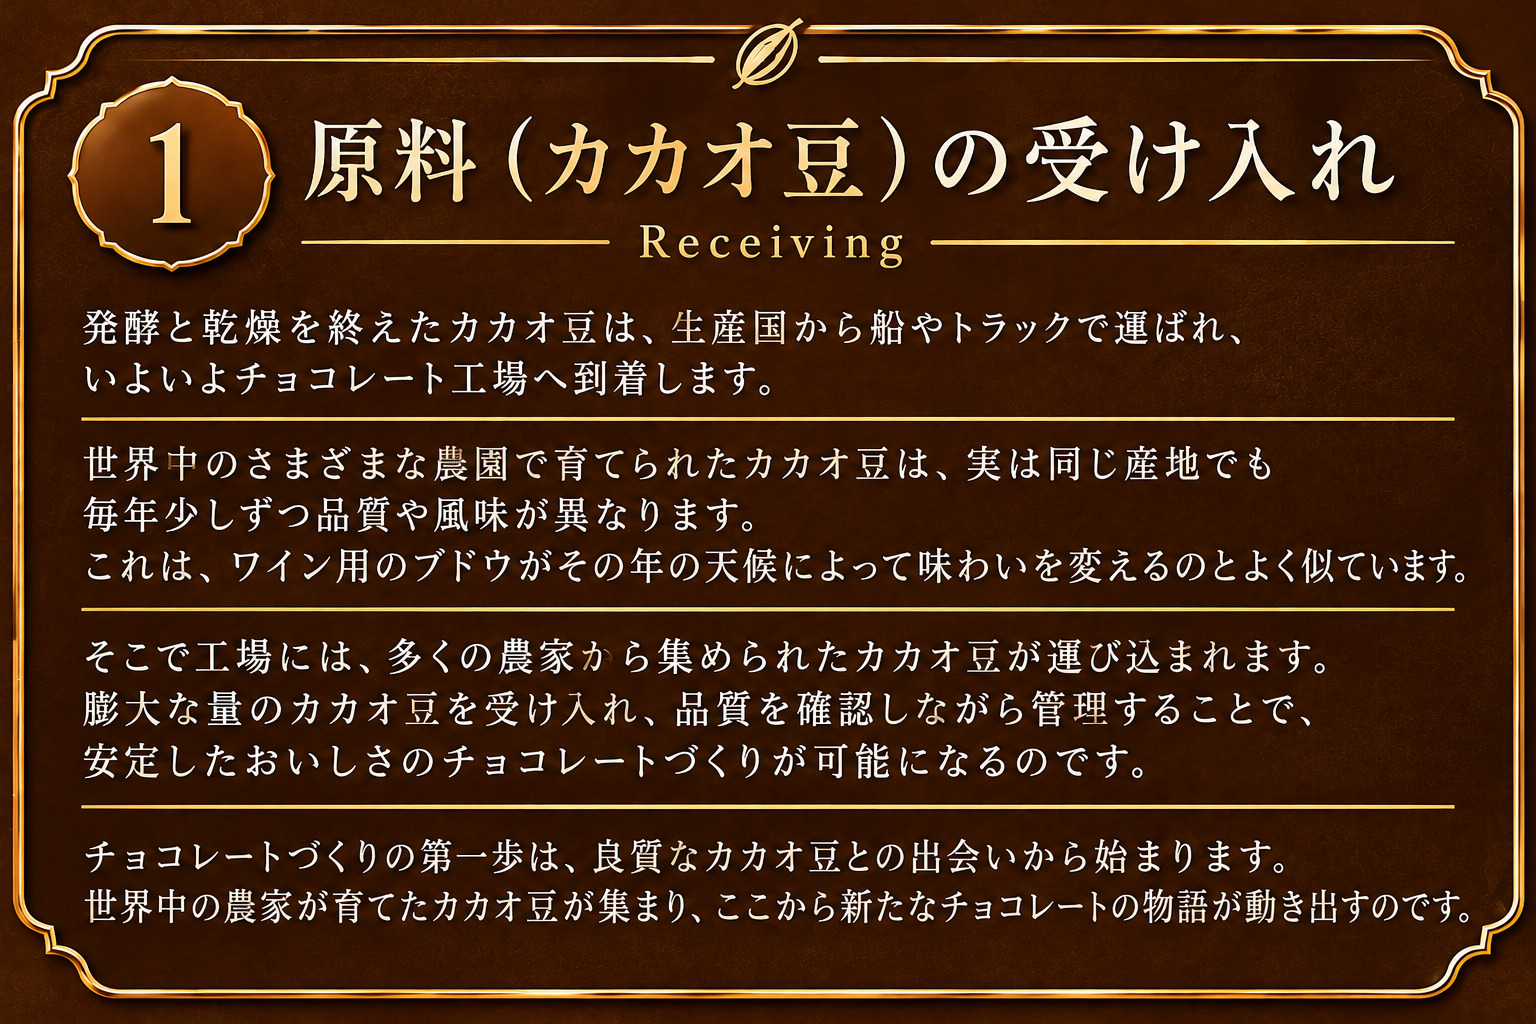 1
原料（カカオ豆）の受け入れ
Receiving
発酵と乾燥を終えたカカオ豆は、生産国から船やトラックで運ばれ、
いよいよチョコレート工場へ到着します。
世界中のさまざまな農園で育てられたカカオ豆は、実は同じ産地でも
毎年少しずつ品質や風味が異なります。
これは、ワイン用のブドウがその年の天候によって味わいを変えるのとよく似ています。
そこで工場には、多くの農家から集められたカカオ豆が運び込まれます。
膨大な量のカカオ豆を受け入れ、品質を確認しながら管理することで、
安定したおいしさのチョコレートづくりが可能になるのです。
チョコレートづくりの第一歩は、良質なカカオ豆との出会いから始まります。
世界中の農家が育てたカカオ豆が集まり、ここから新たなチョコレートの物語が動き出すのです。